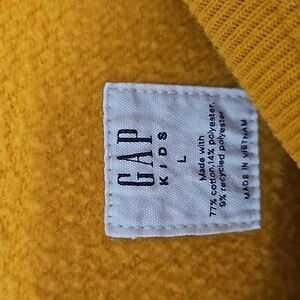 GAP
KIDS
L
Made with
77% cotton, 14% polyester,
9% recycled polyester
MADE IN VIETNAM